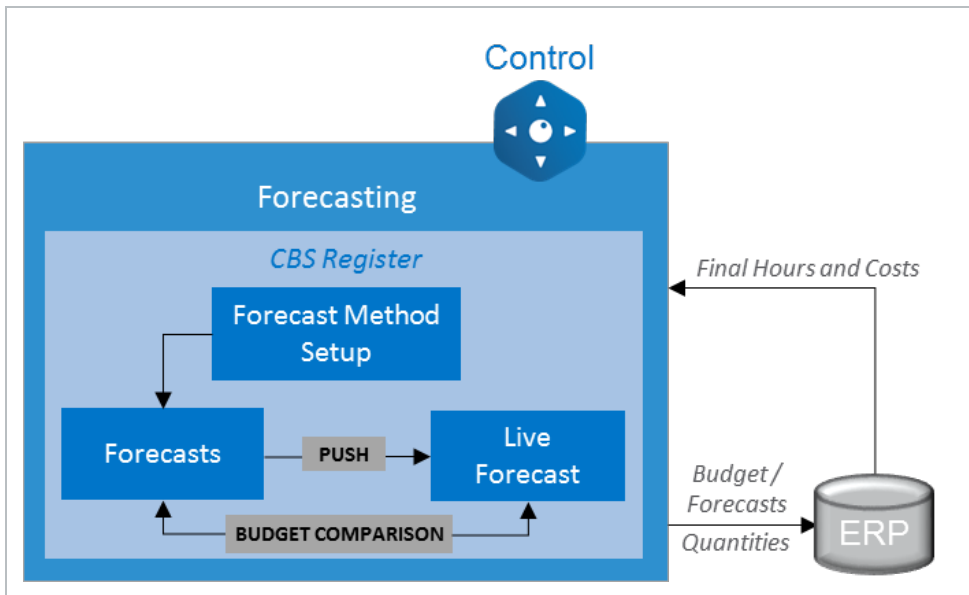 Control
Forecasting
CBS Register
Forecast Method
Setup
Forecasts
PUSH
Live
Forecast
BUDGET COMPARISON
Final Hours and Costs
Budget /
Forecasts
Quantities
ERP